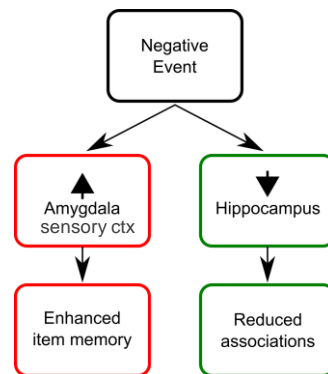 Negative
Event
Amygdala
sensory ctx
Hippocampus
Enhanced
item memory
Reduced
associations